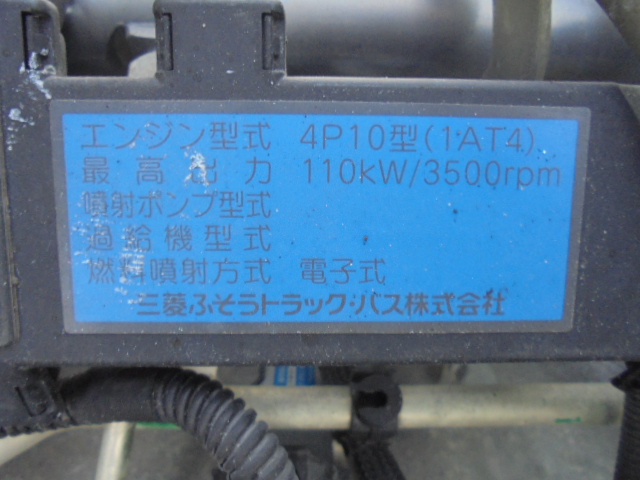 エンジン型式 4P10型(1AT4)
最高出力 110kW/3500rpm
噴射ポンプ型式
過給機型式
燃料噴射方式 電子式
三菱ふそうトラック・バス株式会社